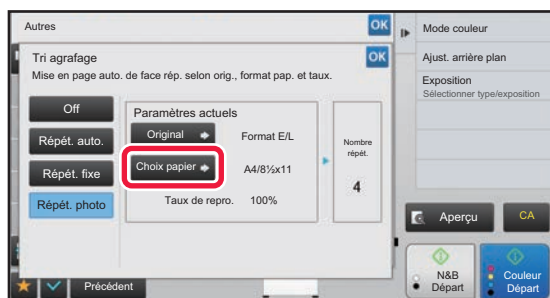 Autres
OK
Tri agrafage
OK
Mise en page auto. de face rép. selon orig., format pap. et taux.
Off
Répét. auto.
Répét. fixe
Répét. photo
Paramètres actuels
Original
Format E/L
Choix papier
A4/8½x11
Taux de repro.
100%
Nombre
répét.
4
Précédent
Mode couleur
Ajust. arrière plan
Exposition
Sélectionner type/exposition
Aperçu
CA
N&B
Départ
Couleur
Départ